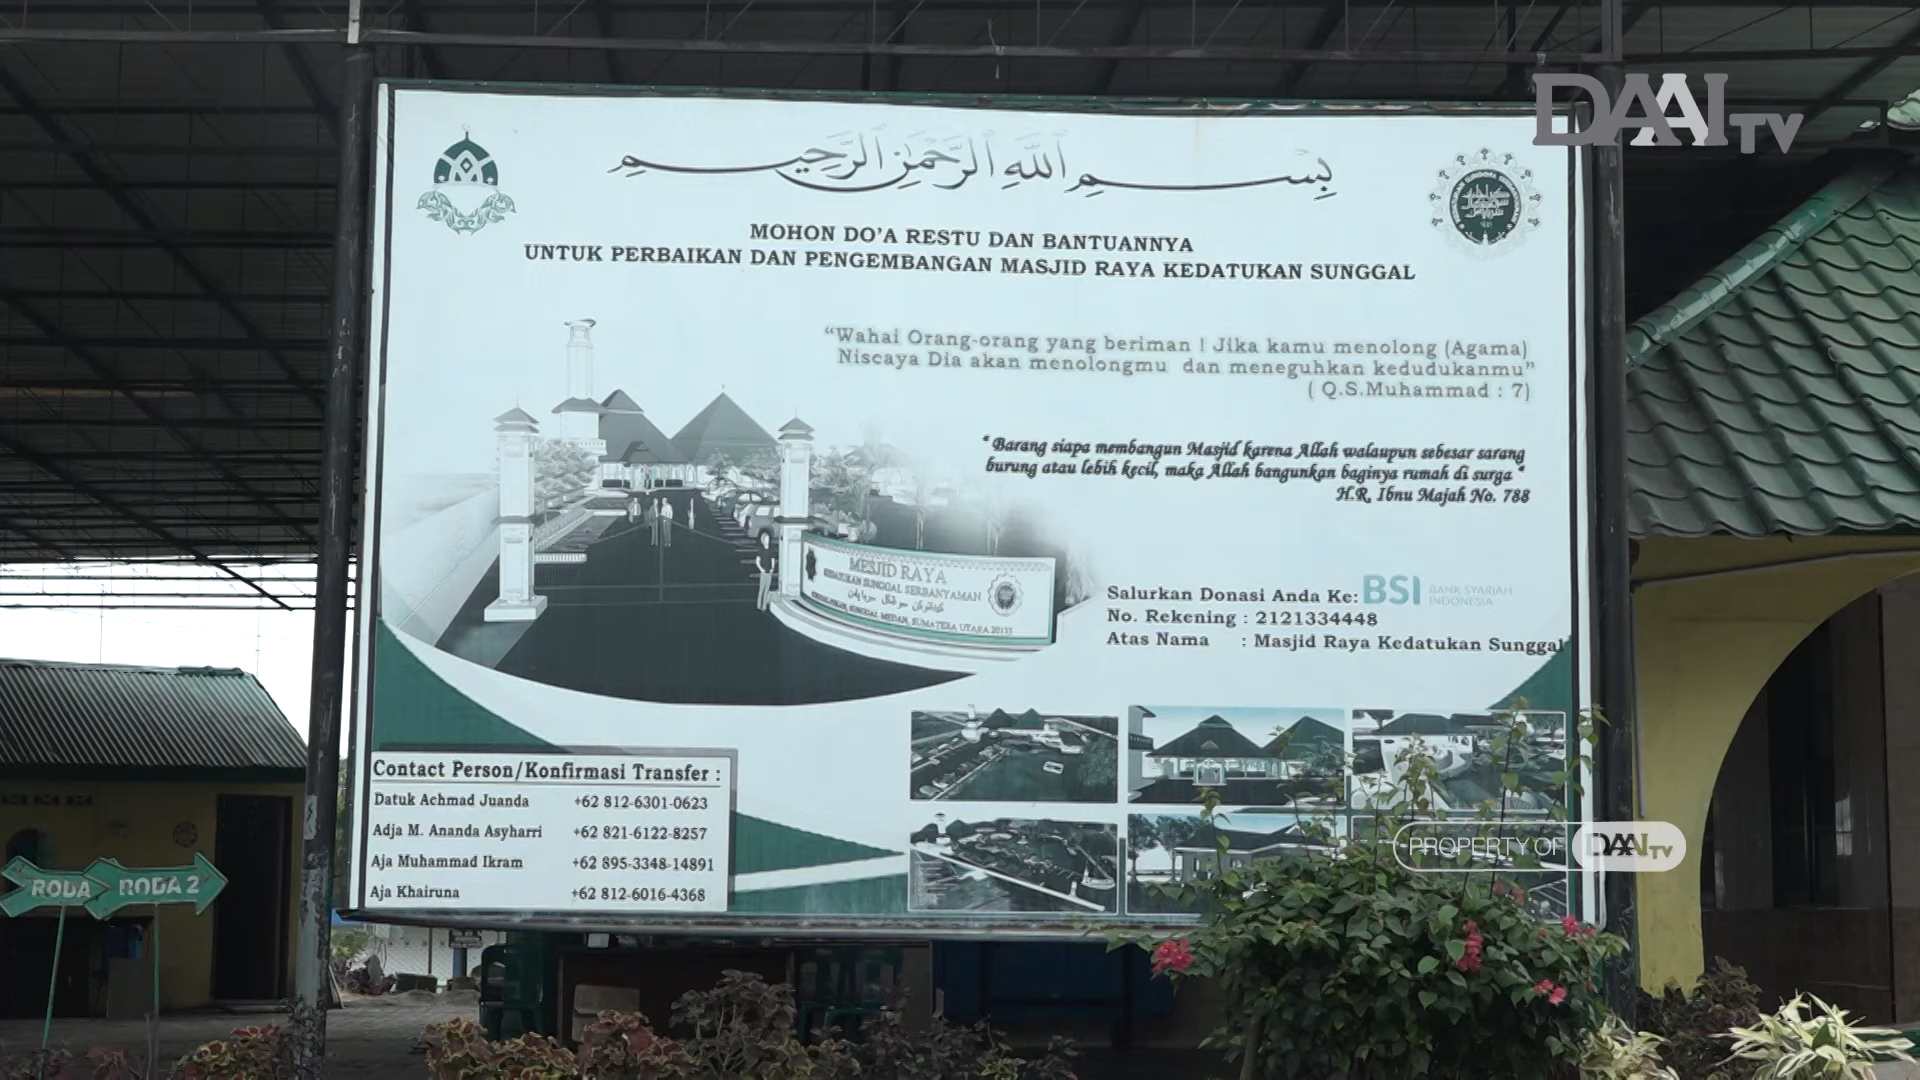 DAAI TV
بِسْمِ اللَّهِ الرَّحْمَٰنِ الرَّحِيمِ
MOHON DO'A RESTU DAN BANTUANNYA
UNTUK PERBAIKAN DAN PENGEMBANGAN MASJID RAYA KEDATUKAN SUNGGAL
“Wahai Orang-orang yang beriman ! Jika kamu menolong (Agama)
Niscaya Dia akan menolongmu dan meneguhkan kedudukanmu”
( Q.S.Muhammad : 7)
" Barang siapa membangun Masjid karena Allah walaupun sebesar sarang
burung atau lebih kecil, maka Allah bangunkan baginya rumah di surga "
H.R. Ibnu Majah No. 788
MESJID RAYA
KEDATUKAN SUNGGAL SERBANYAMAN
SUNGGAL MEDAN, SUMATERA UTARA
Salurkan Donasi Anda Ke: BSI BANK SYARIAH
INDONESIA
No. Rekening : 2121334448
Atas Nama : Masjid Raya Kedatukan Sunggal
Contact Person/Konfirmasi Transfer :
Datuk Achmad Juanda +62 812-6301-0623
Adja M. Ananda Asyharri +62 821-6122-8257
Aja Muhammad Ikram +62 895-3348-14891
Aja Khairuna +62 812-6016-4368
PROPERTY OF DAAI TV
RODA
RODA 2